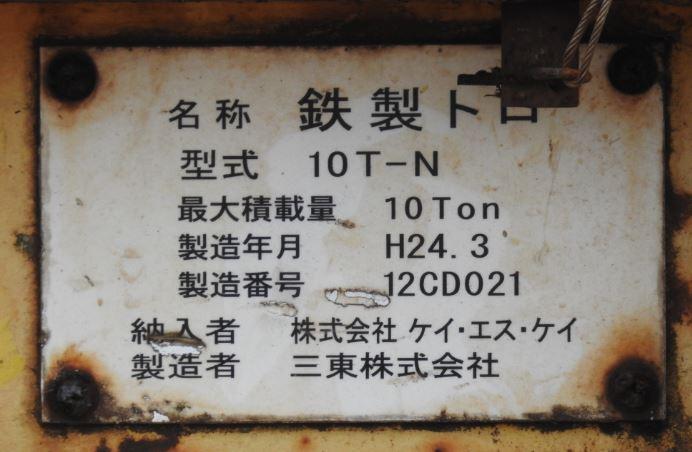 名称 鉄製トロ
型式 10T-N
最大積載量 10Ton
製造年月 H24.3
製造番号 12CD021
納入者 株式会社 ケイ・エス・ケイ
製造者 三東株式会社